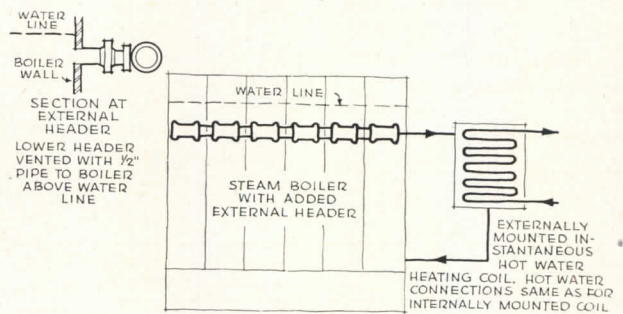 WATER
LINE
BOILER
WALL
SECTION AT
EXTERNAL
HEADER
LOWER HEADER
VENTED WITH ½"
PIPE TO BOILER
ABOVE WATER
LINE
WATER LINE
STEAM BOILER
WITH ADDED
EXTERNAL HEADER
EXTERNALLY
MOUNTED IN-
STANTANEOUS
HOT WATER
HEATING COIL. HOT WATER
CONNECTIONS SAME AS FOR
INTERNALLY MOUNTED COIL